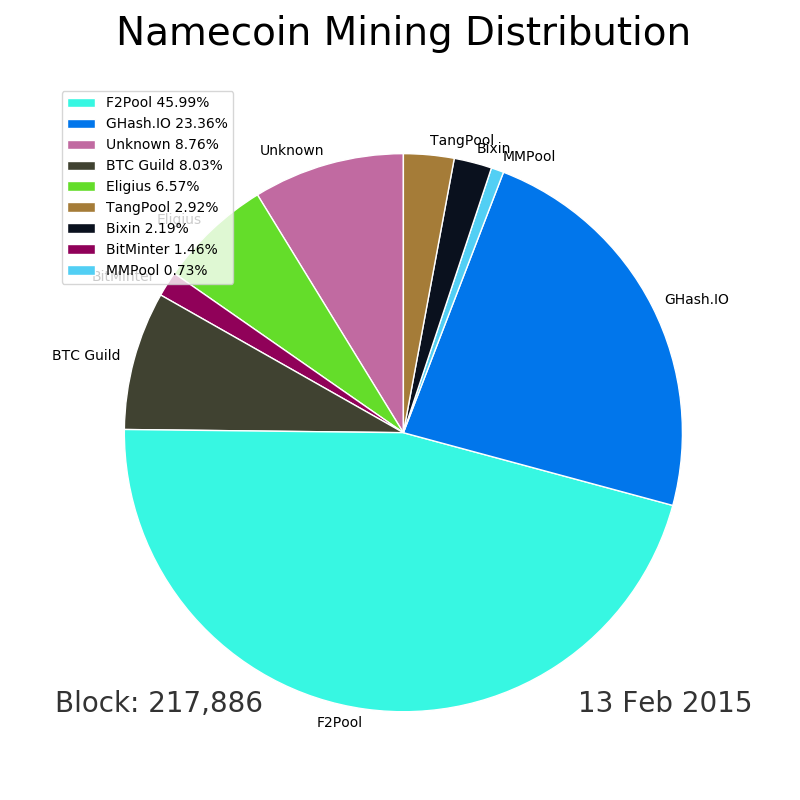 Namecoin Mining Distribution
F2Pool 45.99%
GHash.IO 23.36%
Unknown 8.76%
BTC Guild 8.03%
Eligius 6.57%
TangPool 2.92%
Bixin 2.19%
BitMinter 1.46%
MMPool 0.73%
TangPool
Bixin
MMPool
Unknown
Eligius
BitMinter
GHash.IO
BTC Guild
F2Pool
Block: 217,886
13 Feb 2015